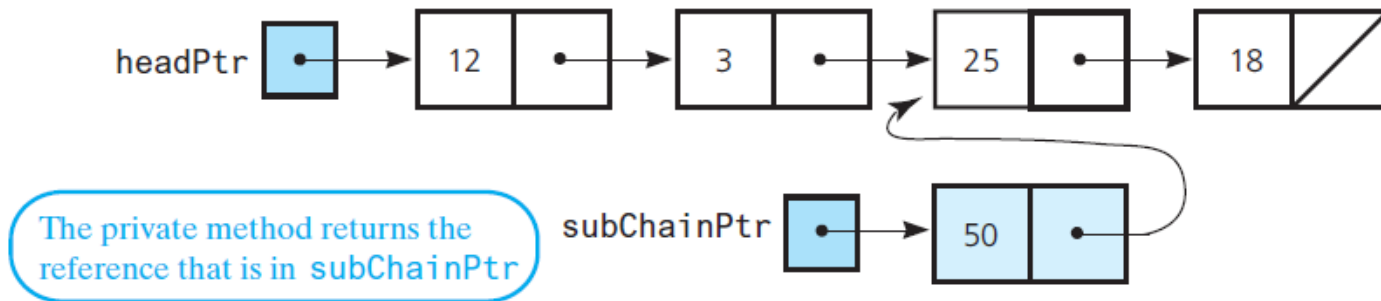 headPtr 12 3 25 18
subChainPtr 50
The private method returns the
reference that is in subChainPtr